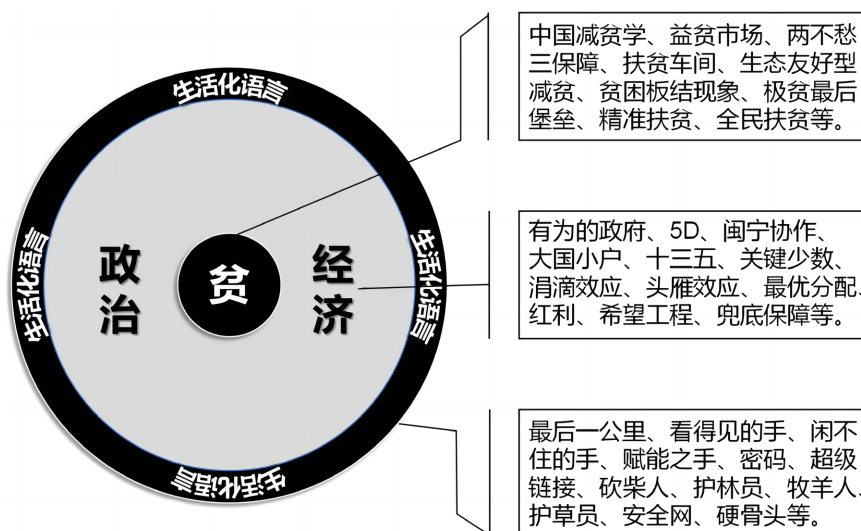 生活化语言
生活化语言
政治
贫
经济
生活化语言
生活化语言
中国减贫学、益贫市场、两不愁
三保障、扶贫车间、生态友好型
减贫、贫困板结现象、极贫最后
堡垒、精准扶贫、全民扶贫等。
有为的政府、5D、闽宁协作、
大国小户、十三五、关键少数、
涓滴效应、头雁效应、最优分配、
红利、希望工程、兜底保障等。
最后一公里、看得见的手、闲不
住的手、赋能之手、密码、超级
链接、砍柴人、护林员、牧羊人、
护草员、安全网、硬骨头等。